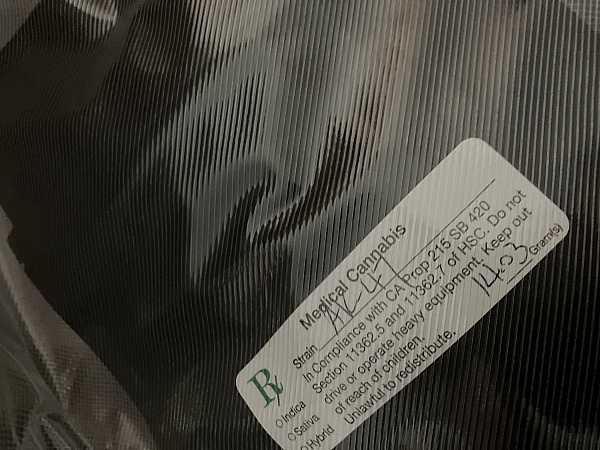 Medical Cannabis
Rx
Strain AK-47
In Compliance with CA Prop 215 SB 420
Section 11362.5 and 11362.7 of HSC. Do not
drive or operate heavy equipment. Keep out
of reach of children.
Unlawful to redistribute.
14.03 Gram(s)
Indica
Sativa
Hybrid